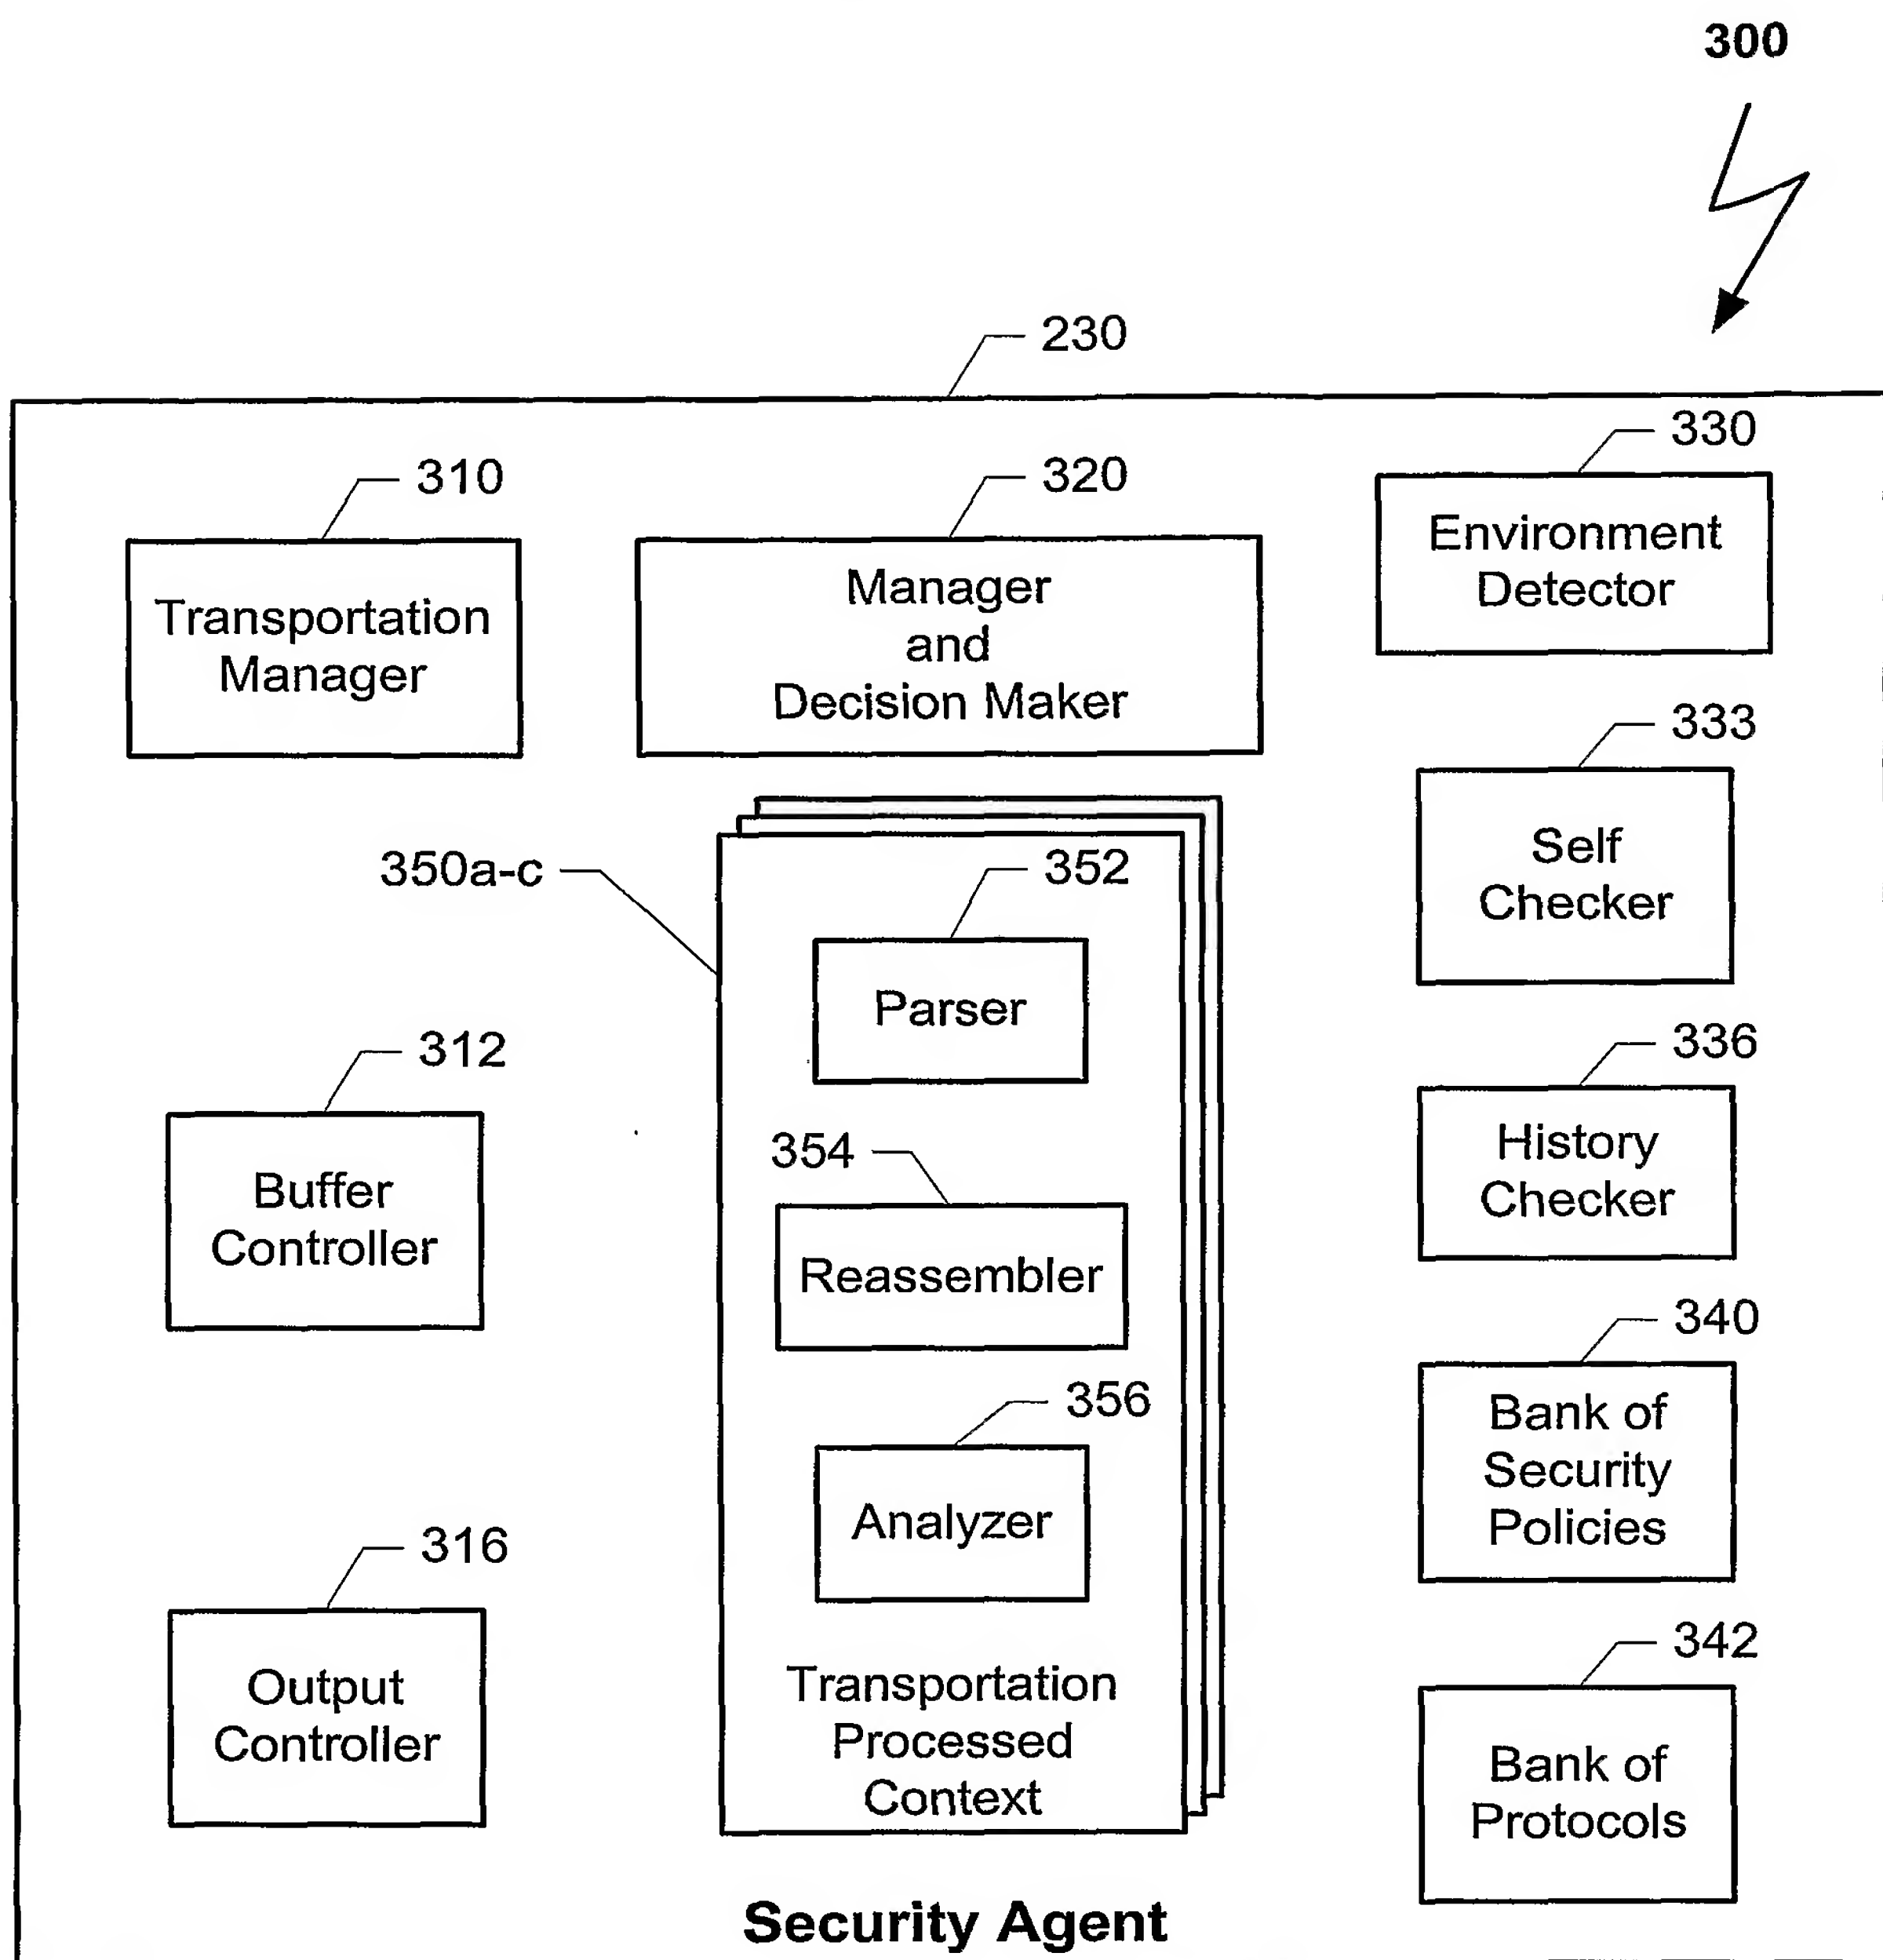 300
230
310
Transportation
Manager
320
Manager
and
Decision Maker
330
Environment
Detector
333
Self
Checker
350a-c
352
Parser
312
Buffer
Controller
354
Reassembler
336
History
Checker
356
Analyzer
340
Bank of
Security
Policies
316
Output
Controller
Transportation
Processed
Context
342
Bank of
Protocols
Security Agent